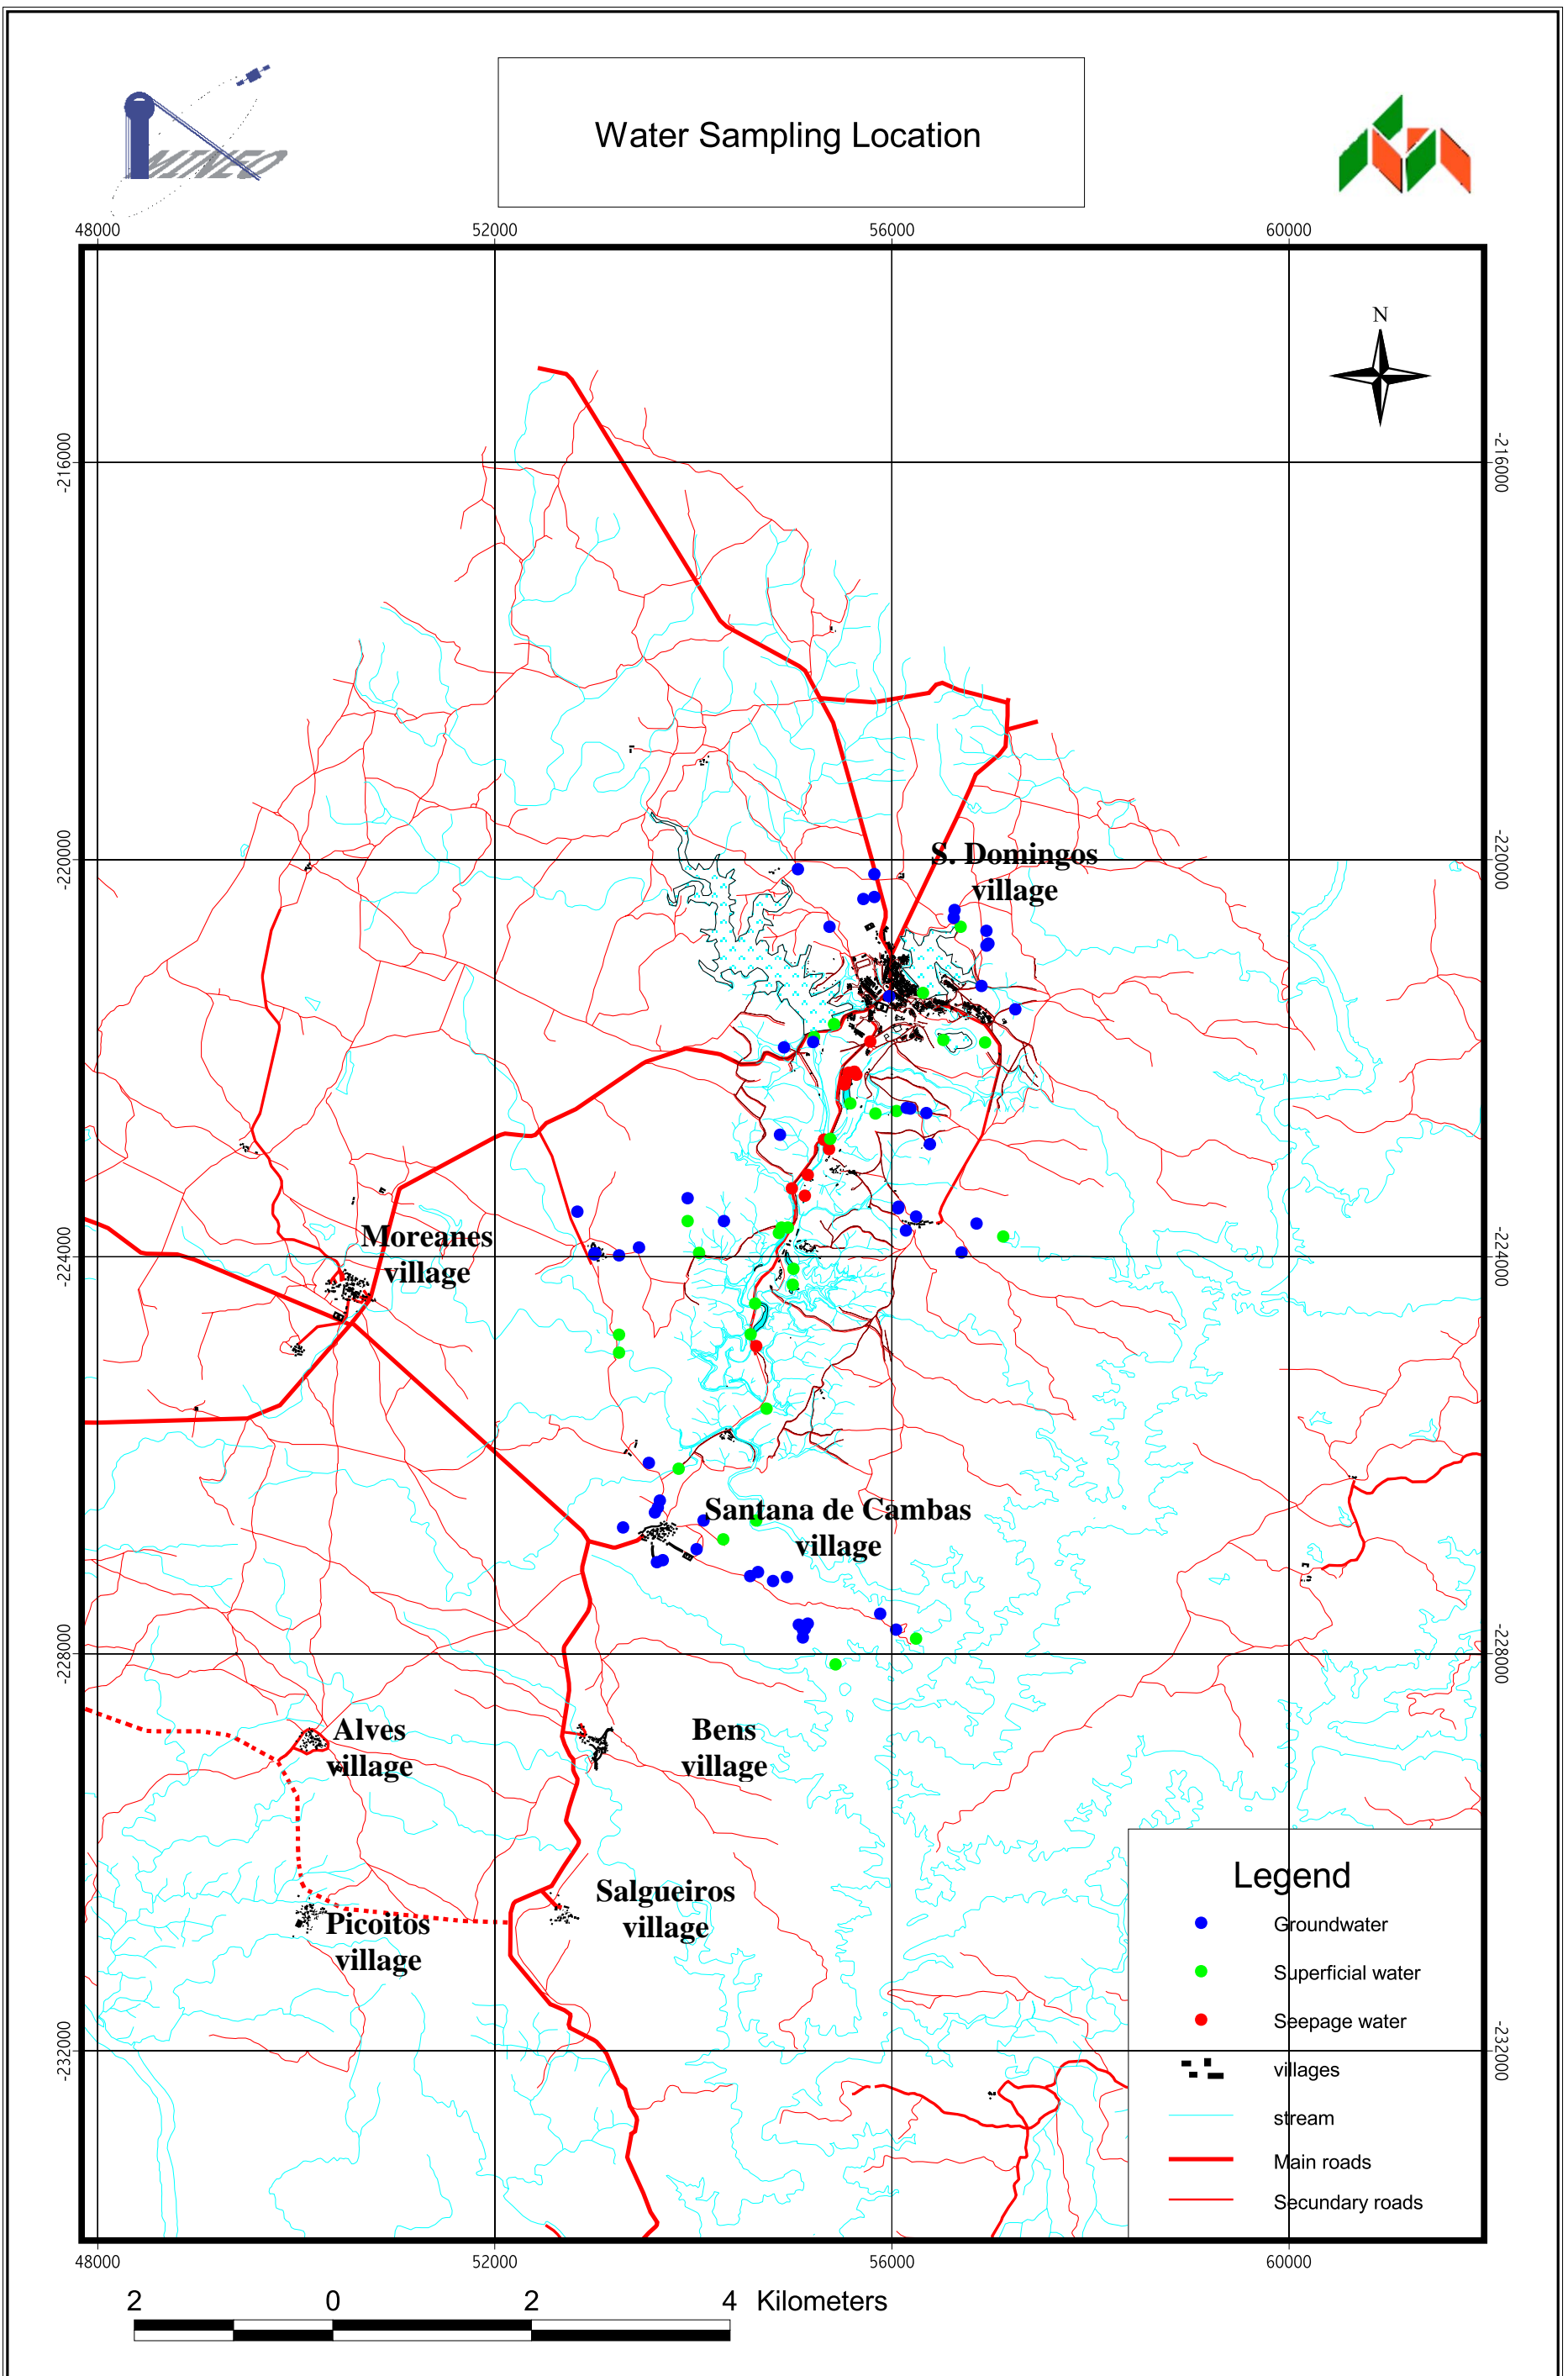 MINEO
Water Sampling Location
48000 52000 56000 60000
N
-216000 -216000
-220000 -220000
S. Domingos
village
Moreanes
village
-224000 -224000
Santana de Cambas
village
-228000 -228000
Alves
village
Bens
village
Salgueiros
village
Picoitos
village
-232000 -232000
Legend
Groundwater
Superficial water
Seepage water
villages
stream
Main roads
Secundary roads
48000 52000 56000 60000
2 0 2 4 Kilometers